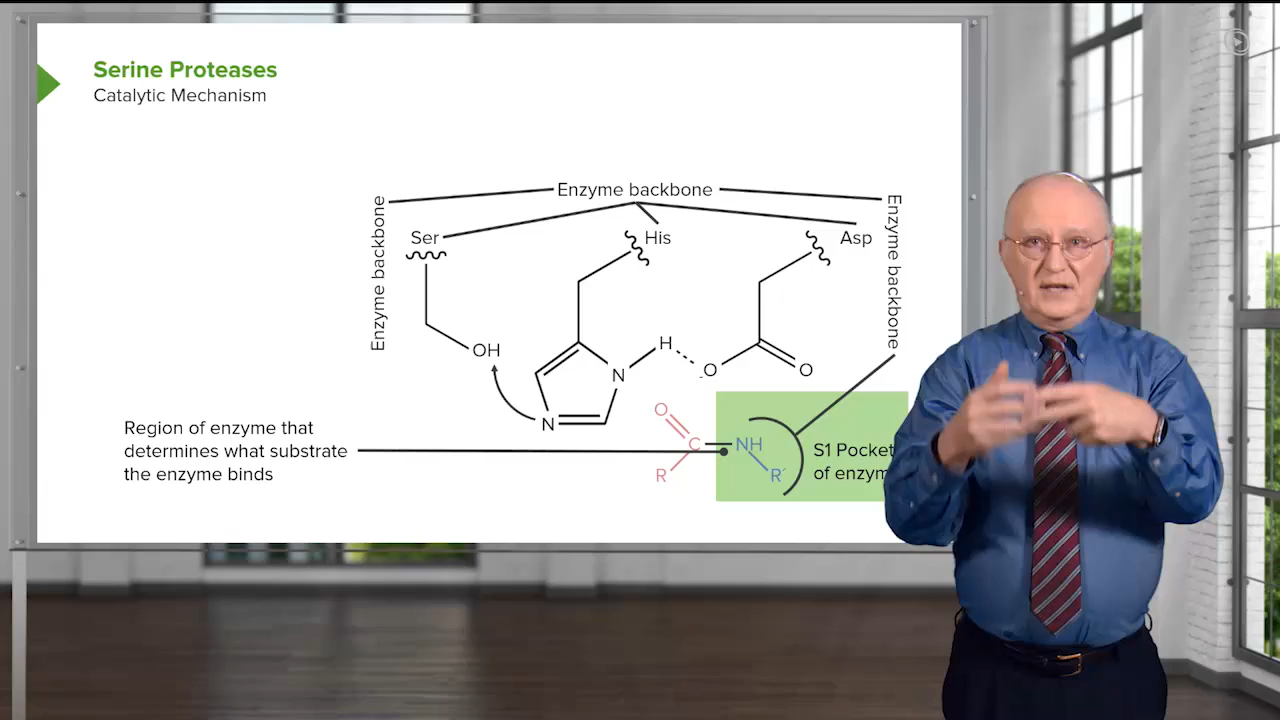 Serine Proteases
Catalytic Mechanism
Enzyme backbone
Enzyme backbone
Enzyme backbone
Ser
His
Asp
OH
H
N
N
O
O
O
C
NH
R
R´
Region of enzyme that
determines what substrate
the enzyme binds
S1 Pocket
of